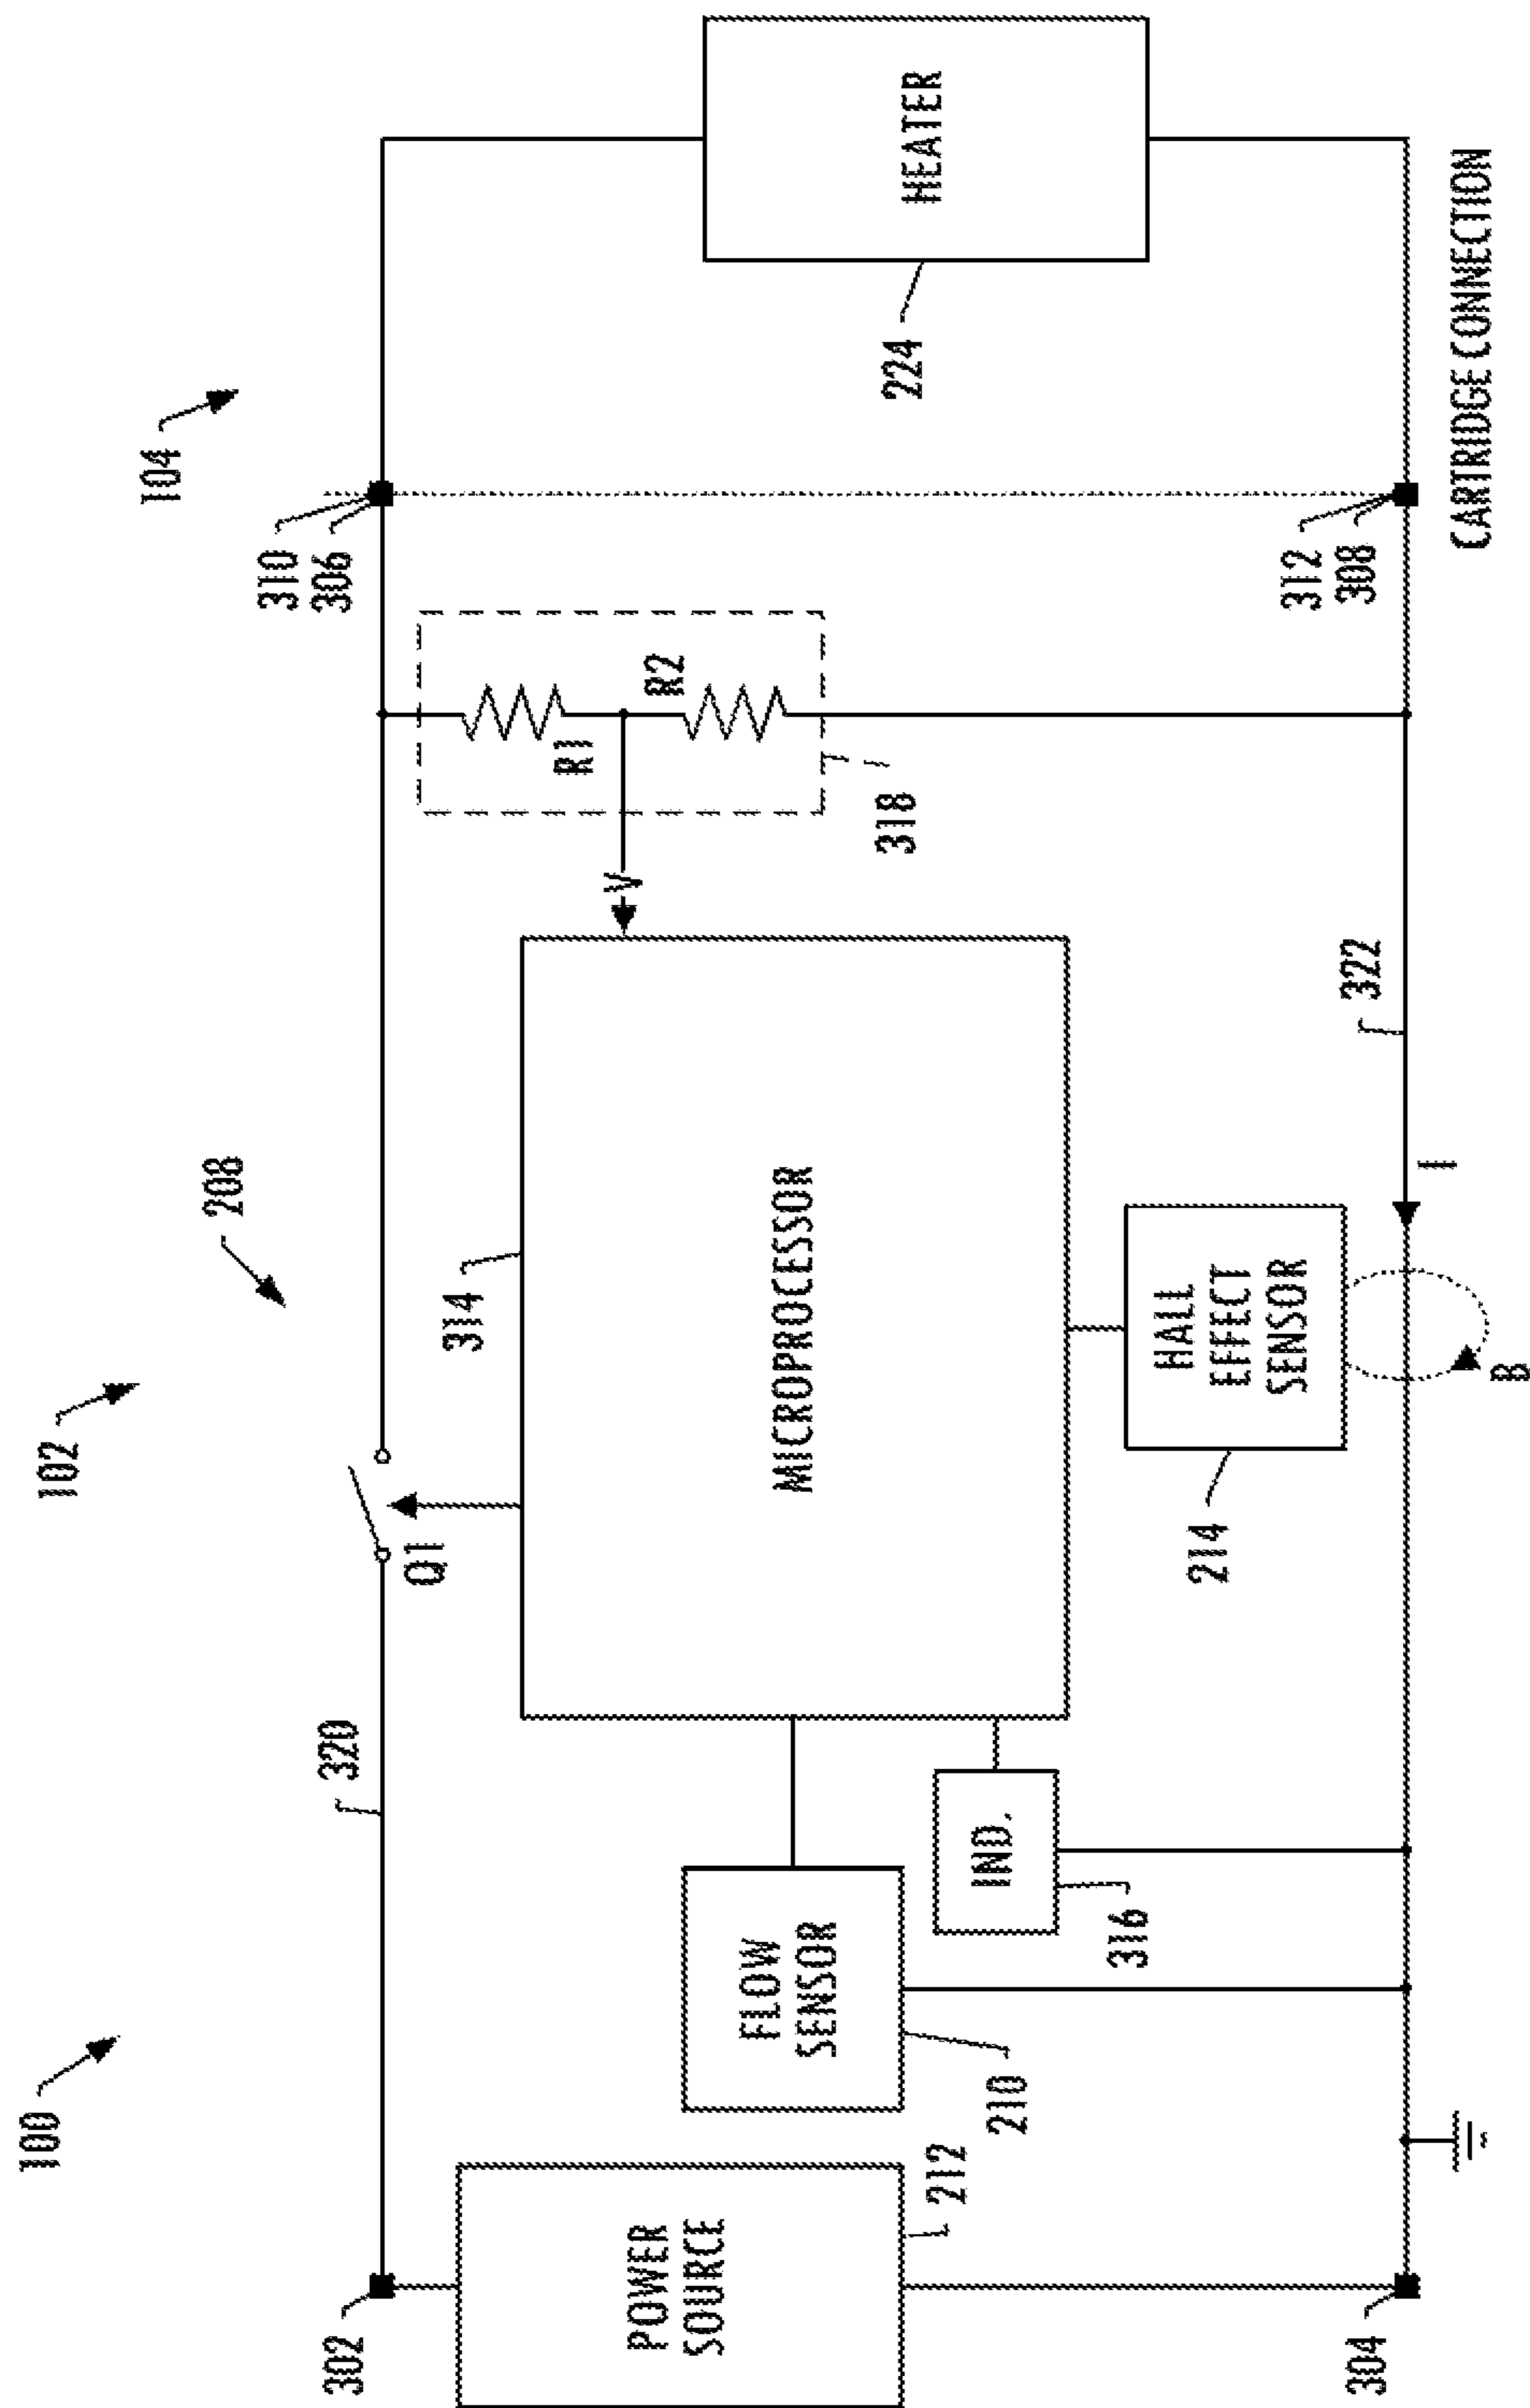 100
102
208
104
302
320
Q1
310
306
R1
R2
V
318
POWER
SOURCE
212
FLOW
SENSOR
210
IND.
316
MICROPROCESSOR
314
HALL
EFFECT
SENSOR
214
HEATER
224
312
308
322
I
B
304
CARTRIDGE CONNECTION